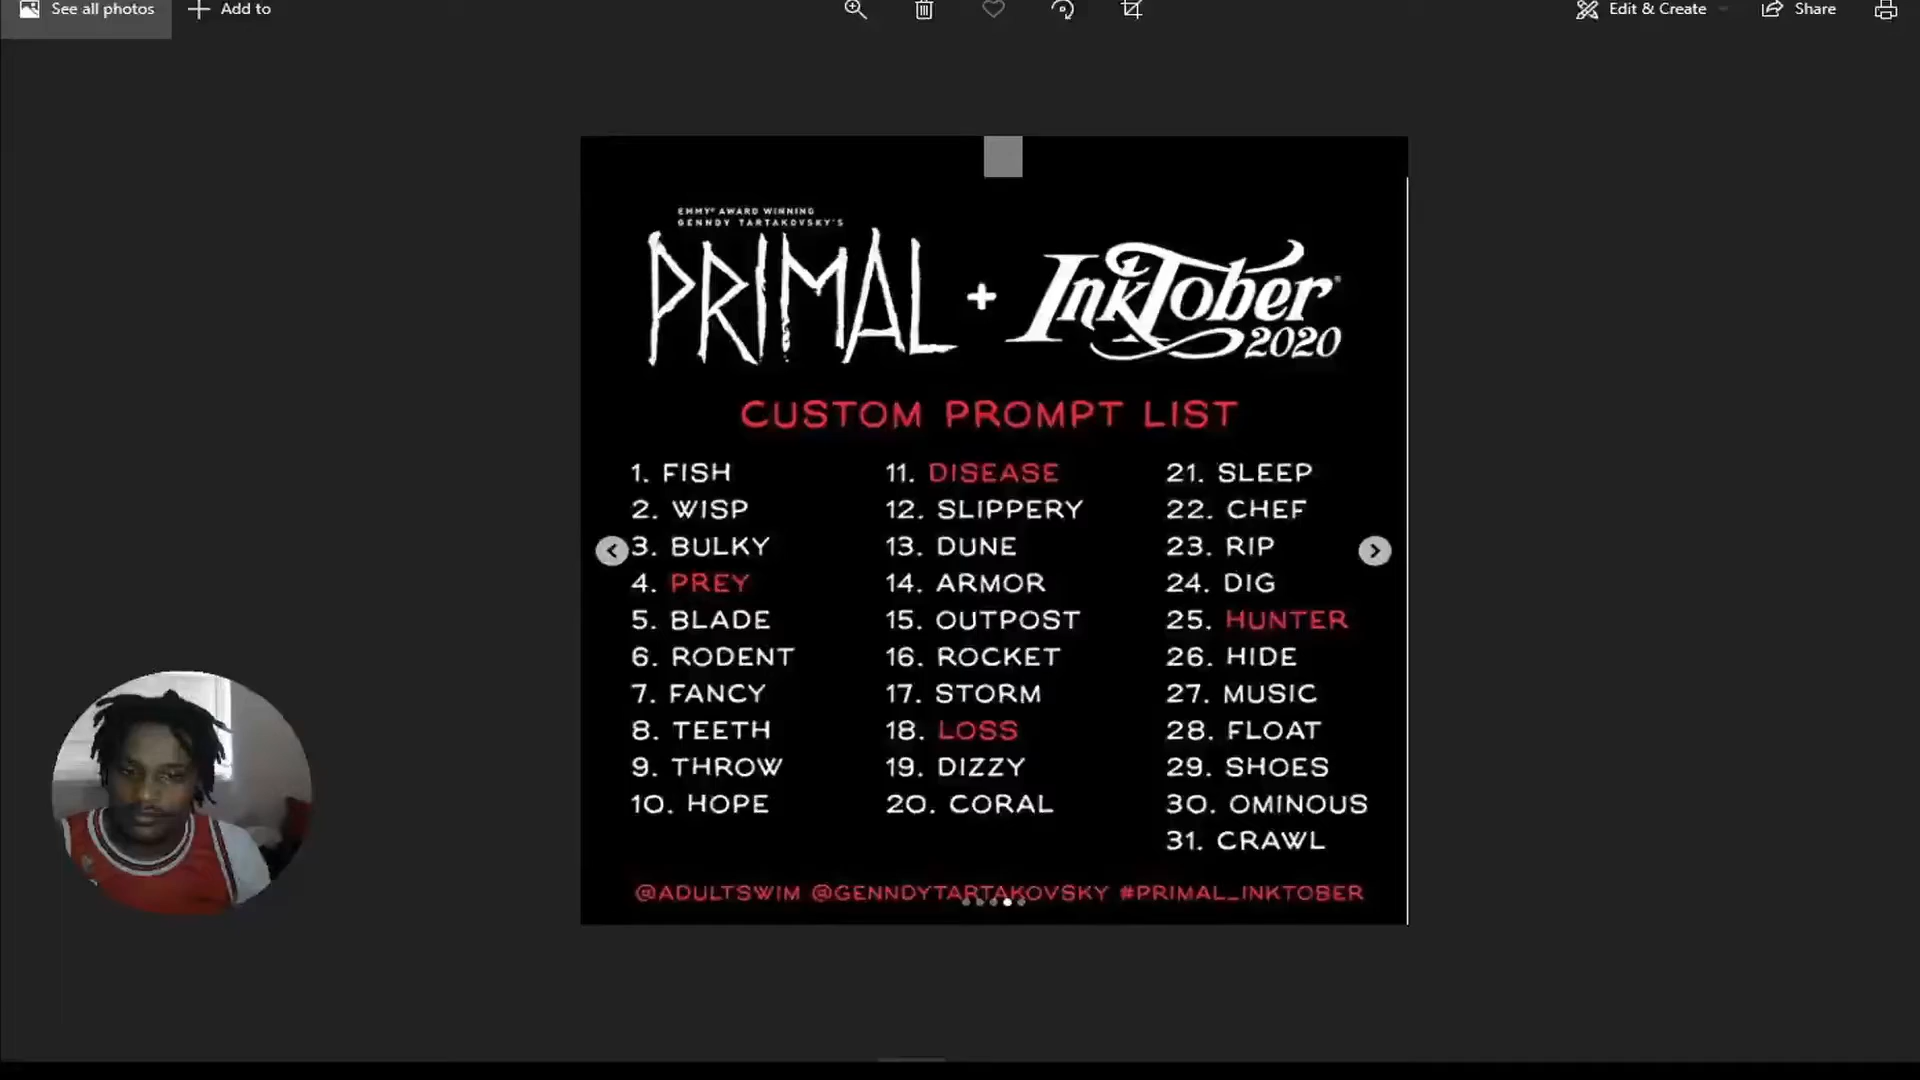 See all photos
Add to
Edit & Create
Share
EMMY® AWARD WINNING
GENNDY TARTAKOVSKY'S
PRIMAL + InkTober®
2020
CUSTOM PROMPT LIST
1. FISH
2. WISP
3. BULKY
4. PREY
5. BLADE
6. RODENT
7. FANCY
8. TEETH
9. THROW
10. HOPE
11. DISEASE
12. SLIPPERY
13. DUNE
14. ARMOR
15. OUTPOST
16. ROCKET
17. STORM
18. LOSS
19. DIZZY
20. CORAL
21. SLEEP
22. CHEF
23. RIP
24. DIG
25. HUNTER
26. HIDE
27. MUSIC
28. FLOAT
29. SHOES
30. OMINOUS
31. CRAWL
@ADULTSWIM @GENNDYTARTAKOVSKY #PRIMAL_INKTOBER